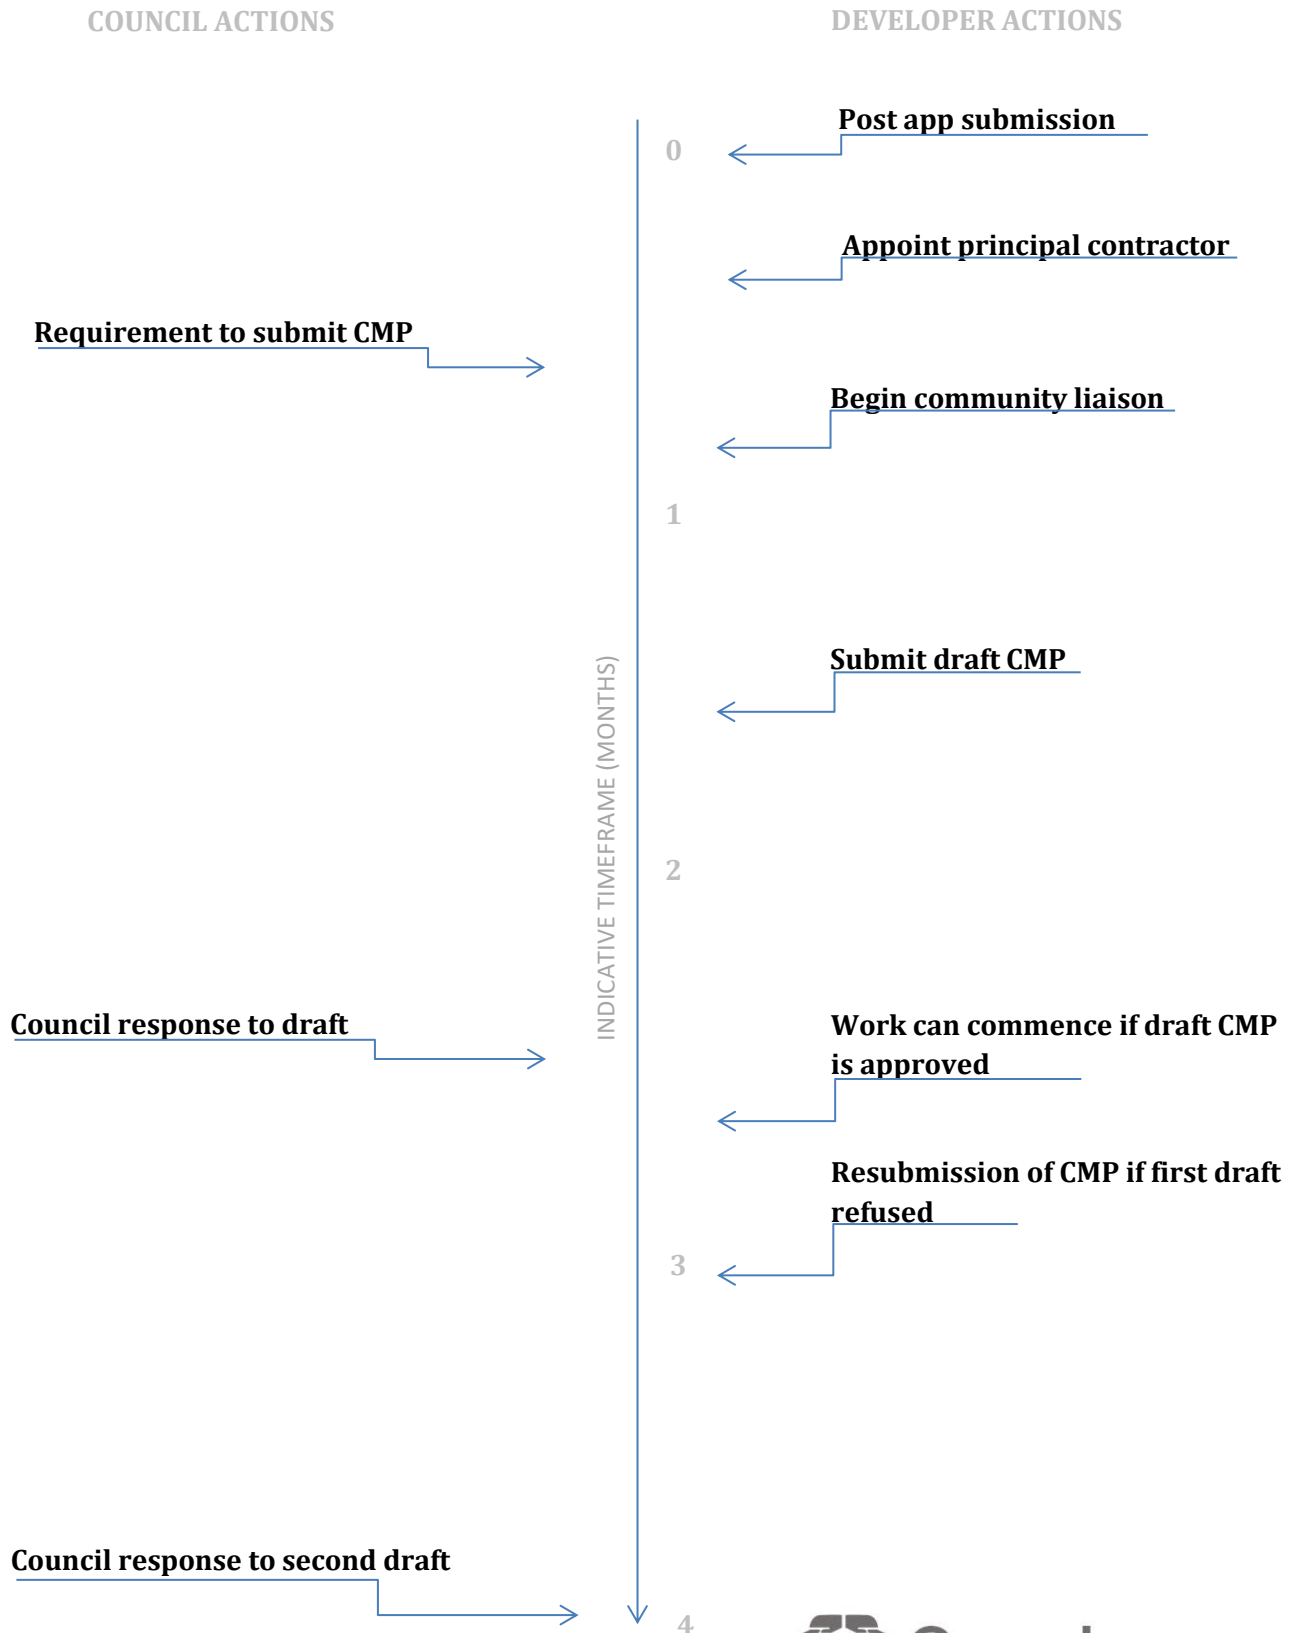 COUNCIL ACTIONS
DEVELOPER ACTIONS
Post app submission
0
Appoint principal contractor
Requirement to submit CMP
Begin community liaison
1
Submit draft CMP
INDICATIVE TIMEFRAME (MONTHS)
2
Council response to draft
Work can commence if draft CMP
is approved
Resubmission of CMP if first draft
refused
3
Council response to second draft
4